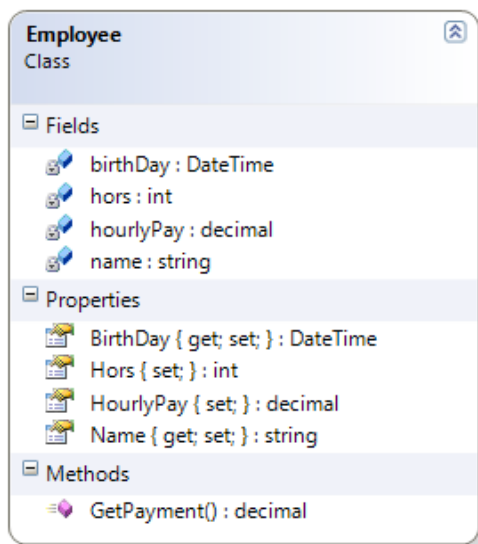 Employee
Class
Fields
birthDay : DateTime
hors : int
hourlyPay : decimal
name : string
Properties
BirthDay { get; set; } : DateTime
Hors { set; } : int
HourlyPay { set; } : decimal
Name { get; set; } : string
Methods
GetPayment() : decimal